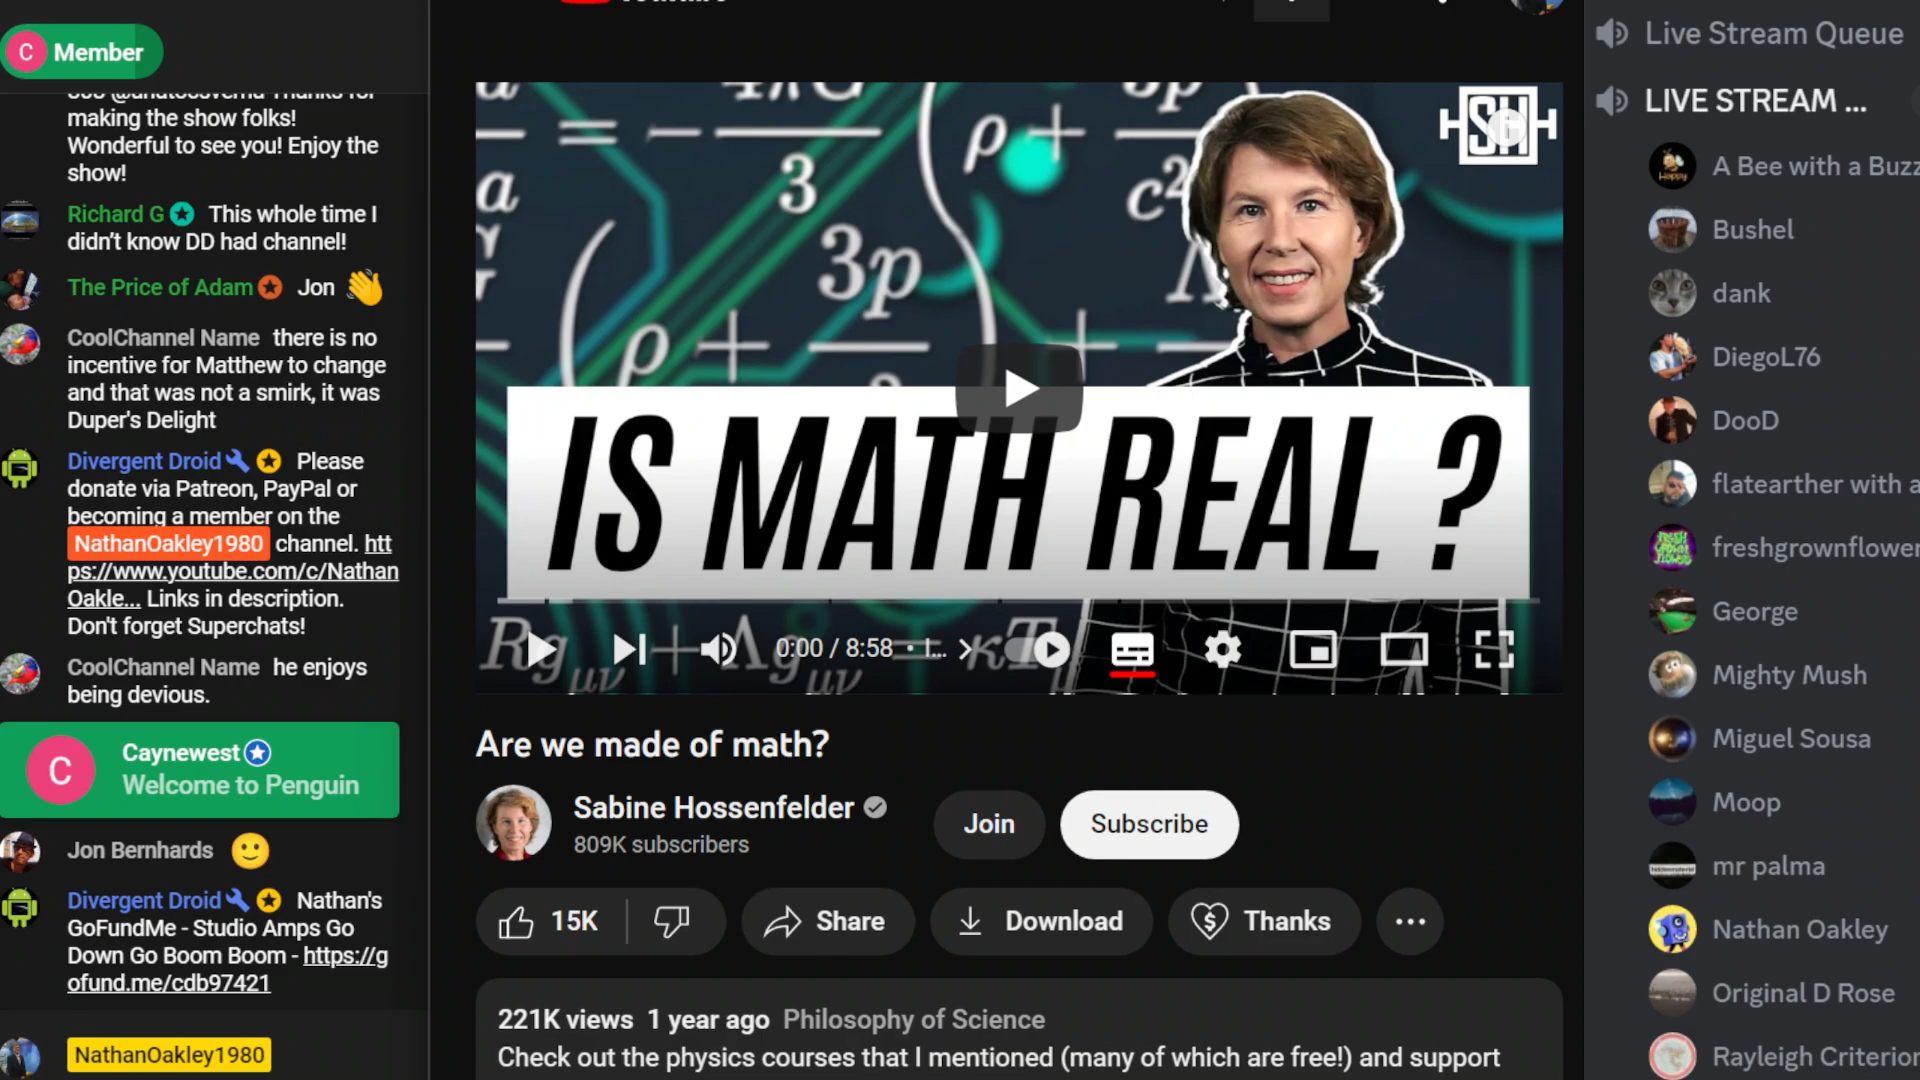 C Member
making the show folks!
Wonderful to see you! Enjoy the
show!
Richard G This whole time I
didn't know DD had channel!
The Price of Adam Jon
CoolChannel Name there is no
incentive for Matthew to change
and that was not a smirk, it was
Duper's Delight
Divergent Droid Please
donate via Patreon, PayPal or
becoming a member on the
NathanOakley1980 channel. htt
ps://www.youtube.com/c/Nathan
Oakle... Links in description.
Don't forget Superchats!
CoolChannel Name he enjoys
being devious.
C Caynewest
Welcome to Penguin
Jon Bernhards
Divergent Droid Nathan's
GoFundMe - Studio Amps Go
Down Go Boom Boom - https://g
ofund.me/cdb97421
NathanOakley1980
SH
= - 3 ( ρ +
c²
3p
ρ +
IS MATH REAL ?
Rgμν + Λgμν = κTμ
0:00 / 8:58 • I... >
Are we made of math?
Sabine Hossenfelder
809K subscribers
Join
Subscribe
15K
Share
Download
Thanks
...
221K views 1 year ago Philosophy of Science
Check out the physics courses that I mentioned (many of which are free!) and support
Live Stream Queue
LIVE STREAM ...
A Bee with a Buzz
Bushel
dank
DiegoL76
DooD
flatearther with a
freshgrownflower
George
Mighty Mush
Miguel Sousa
Moop
mr palma
Nathan Oakley
Original D Rose
Rayleigh Criterion